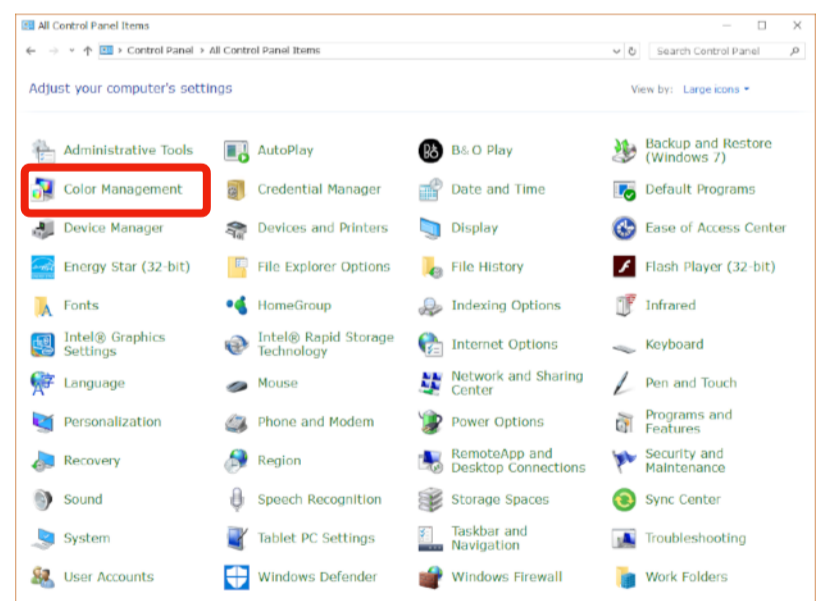 All Control Panel Items
Control Panel > All Control Panel Items
Search Control Panel
Adjust your computer's settings
View by: Large icons
Administrative Tools
AutoPlay
B&O Play
Backup and Restore
(Windows 7)
Color Management
Credential Manager
Date and Time
Default Programs
Device Manager
Devices and Printers
Display
Ease of Access Center
Energy Star (32-bit)
File Explorer Options
File History
Flash Player (32-bit)
Fonts
HomeGroup
Indexing Options
Infrared
Intel® Graphics
Settings
Intel® Rapid Storage
Technology
Internet Options
Keyboard
Language
Mouse
Network and Sharing
Center
Pen and Touch
Personalization
Phone and Modem
Power Options
Programs and
Features
Recovery
Region
RemoteApp and
Desktop Connections
Security and
Maintenance
Sound
Speech Recognition
Storage Spaces
Sync Center
System
Tablet PC Settings
Taskbar and
Navigation
Troubleshooting
User Accounts
Windows Defender
Windows Firewall
Work Folders